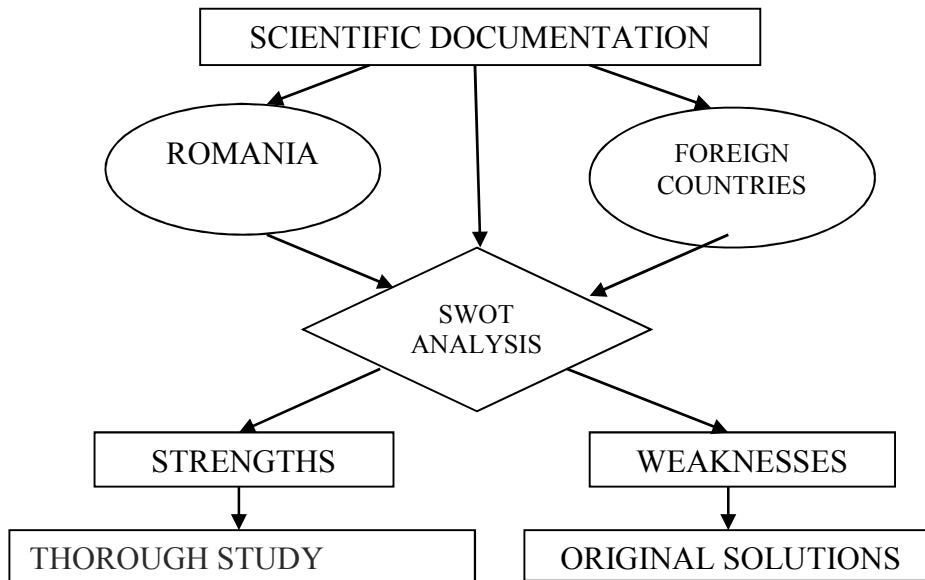 SCIENTIFIC DOCUMENTATION
ROMANIA
FOREIGN
COUNTRIES
SWOT
ANALYSIS
STRENGTHS
WEAKNESSES
THOROUGH STUDY
ORIGINAL SOLUTIONS